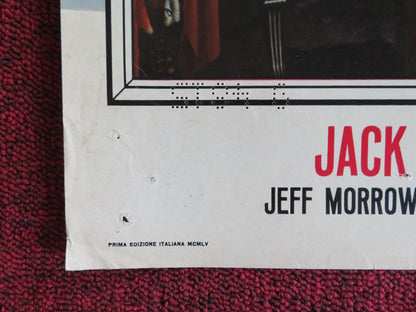 JACK
JEFF MORROW
PRIMA EDIZIONE ITALIANA MCMLV